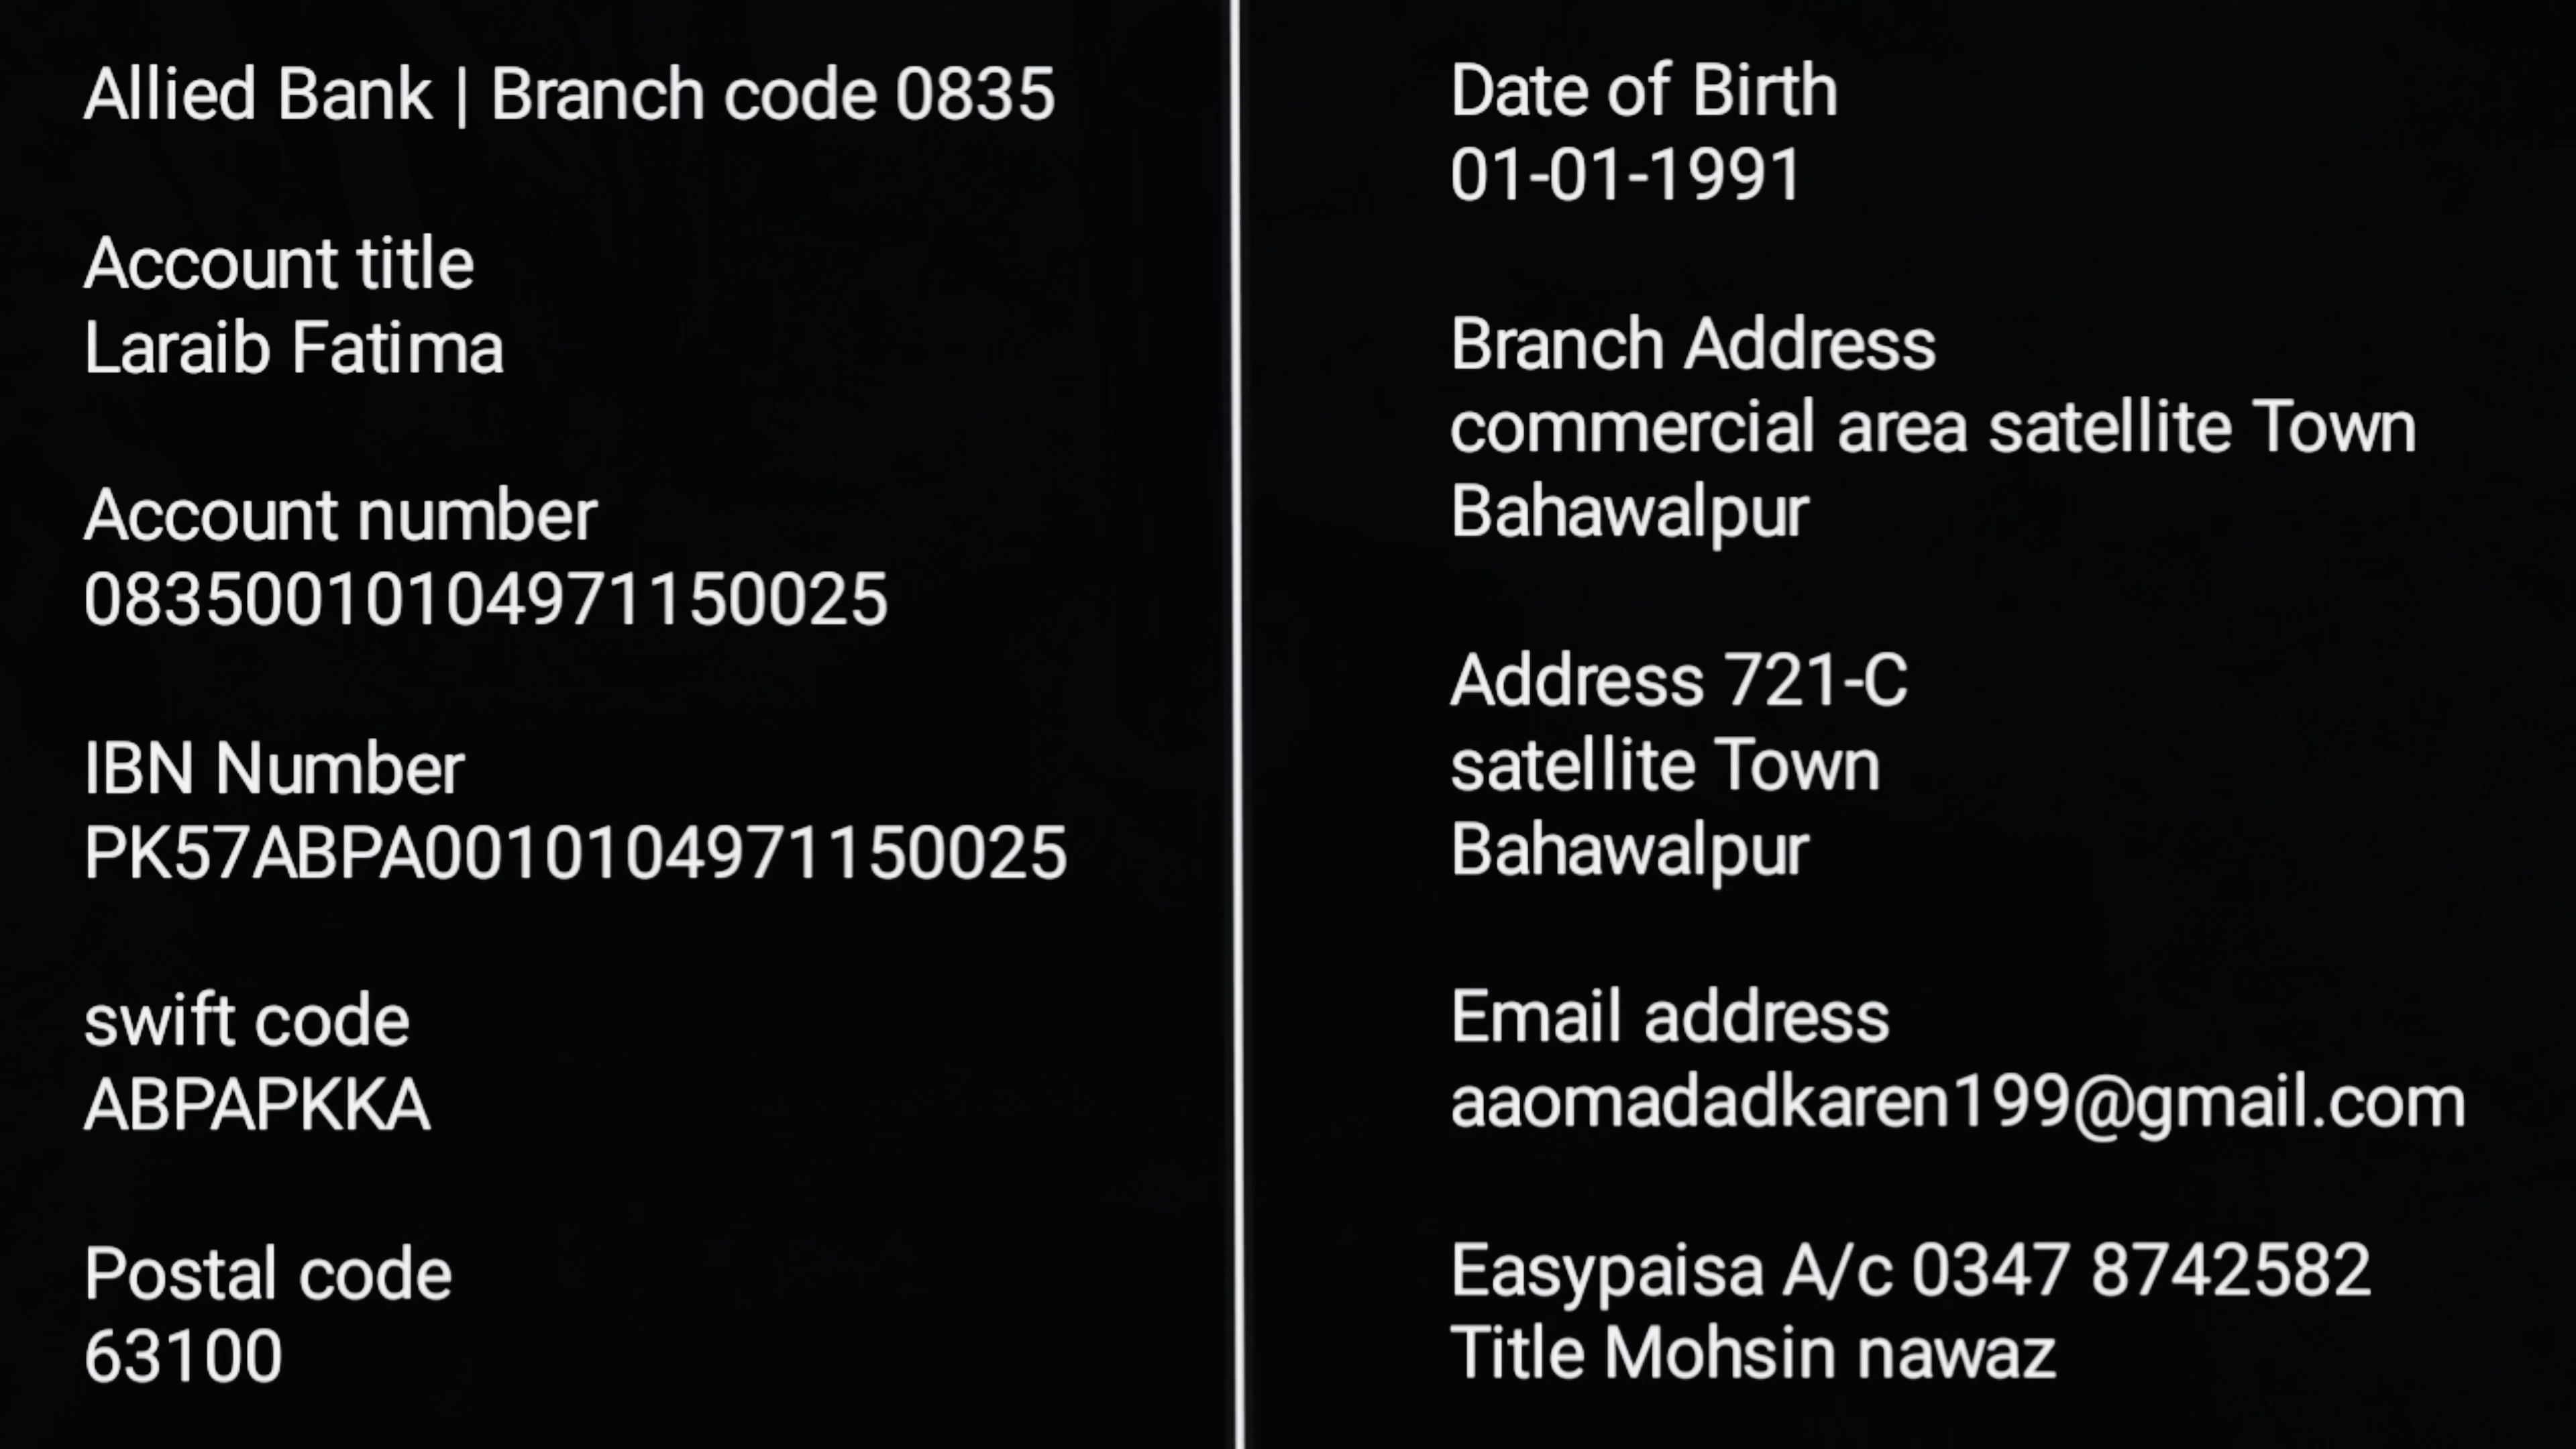 Allied Bank | Branch code 0835
Account title
Laraib Fatima
Account number
08350010104971150025
IBN Number
PK57ABPA0010104971150025
swift code
ABPAPKKA
Postal code
63100
Date of Birth
01-01-1991
Branch Address
commercial area satellite Town
Bahawalpur
Address 721-C
satellite Town
Bahawalpur
Email address
aaomadadkaren199@gmail.com
Easypaisa A/c 0347 8742582
Title Mohsin nawaz